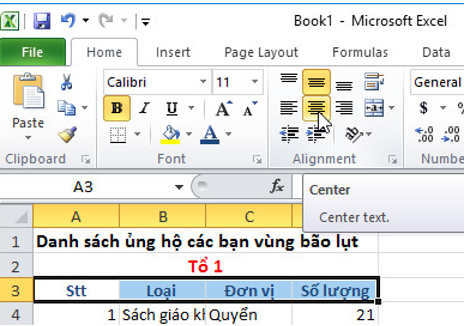 Book1 - Microsoft Excel
File Home Insert Page Layout Formulas Data
Paste
Calibri 11 A A General
B I U A A $ %
Clipboard Font Alignment Numbe
A3 fx
Center
Center text.
A B C
1 Danh sách ủng hộ các bạn vùng bão lụt
2 Tổ 1
3 Stt Loại Đơn vị Số lượng
4 1 Sách giáo kh Quyển 21